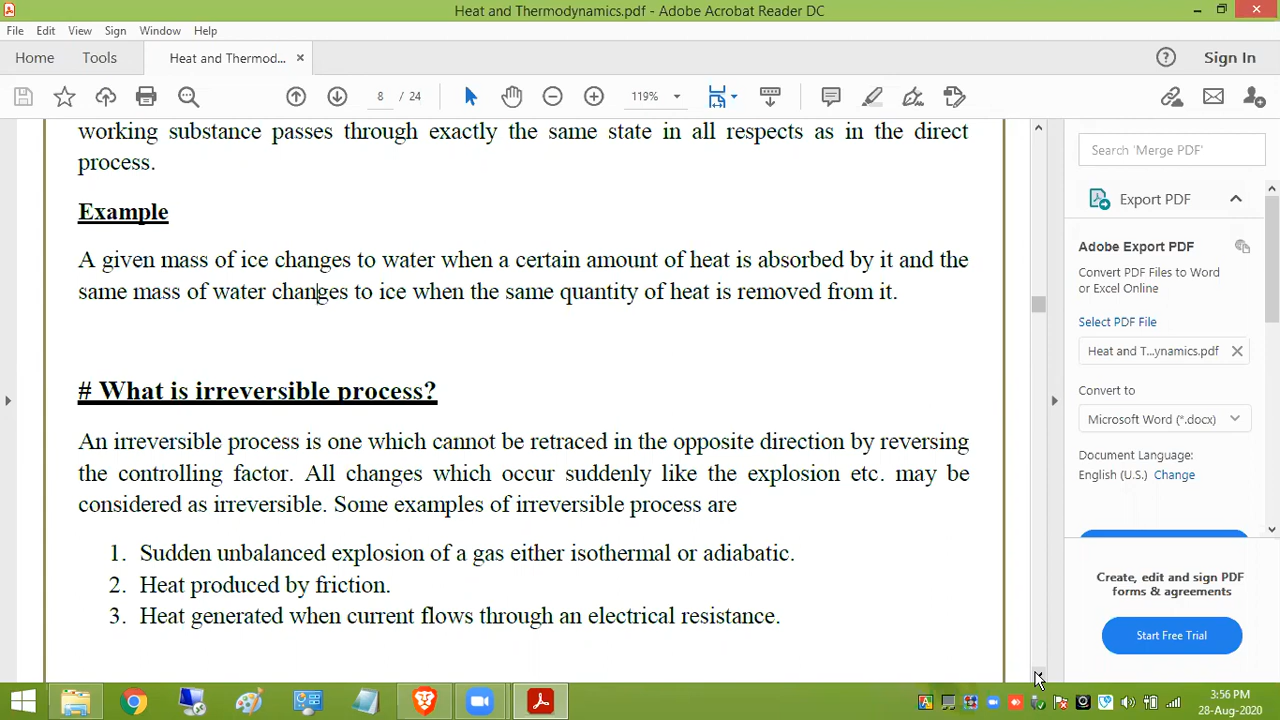 Heat and Thermodynamics.pdf - Adobe Acrobat Reader DC
File Edit View Sign Window Help
Home Tools Heat and Thermod... × Sign In
8 / 24 119%
working substance passes through exactly the same state in all respects as in the direct
process.
Example
A given mass of ice changes to water when a certain amount of heat is absorbed by it and the
same mass of water changes to ice when the same quantity of heat is removed from it.
# What is irreversible process?
An irreversible process is one which cannot be retraced in the opposite direction by reversing
the controlling factor. All changes which occur suddenly like the explosion etc. may be
considered as irreversible. Some examples of irreversible process are
1. Sudden unbalanced explosion of a gas either isothermal or adiabatic.
2. Heat produced by friction.
3. Heat generated when current flows through an electrical resistance.
Search 'Merge PDF'
Export PDF
Adobe Export PDF
Convert PDF Files to Word
or Excel Online
Select PDF File
Heat and T...ynamics.pdf
Convert to
Microsoft Word (*.docx)
Document Language:
English (U.S.) Change
Create, edit and sign PDF
forms & agreements
Start Free Trial
3:56 PM
28-Aug-2020